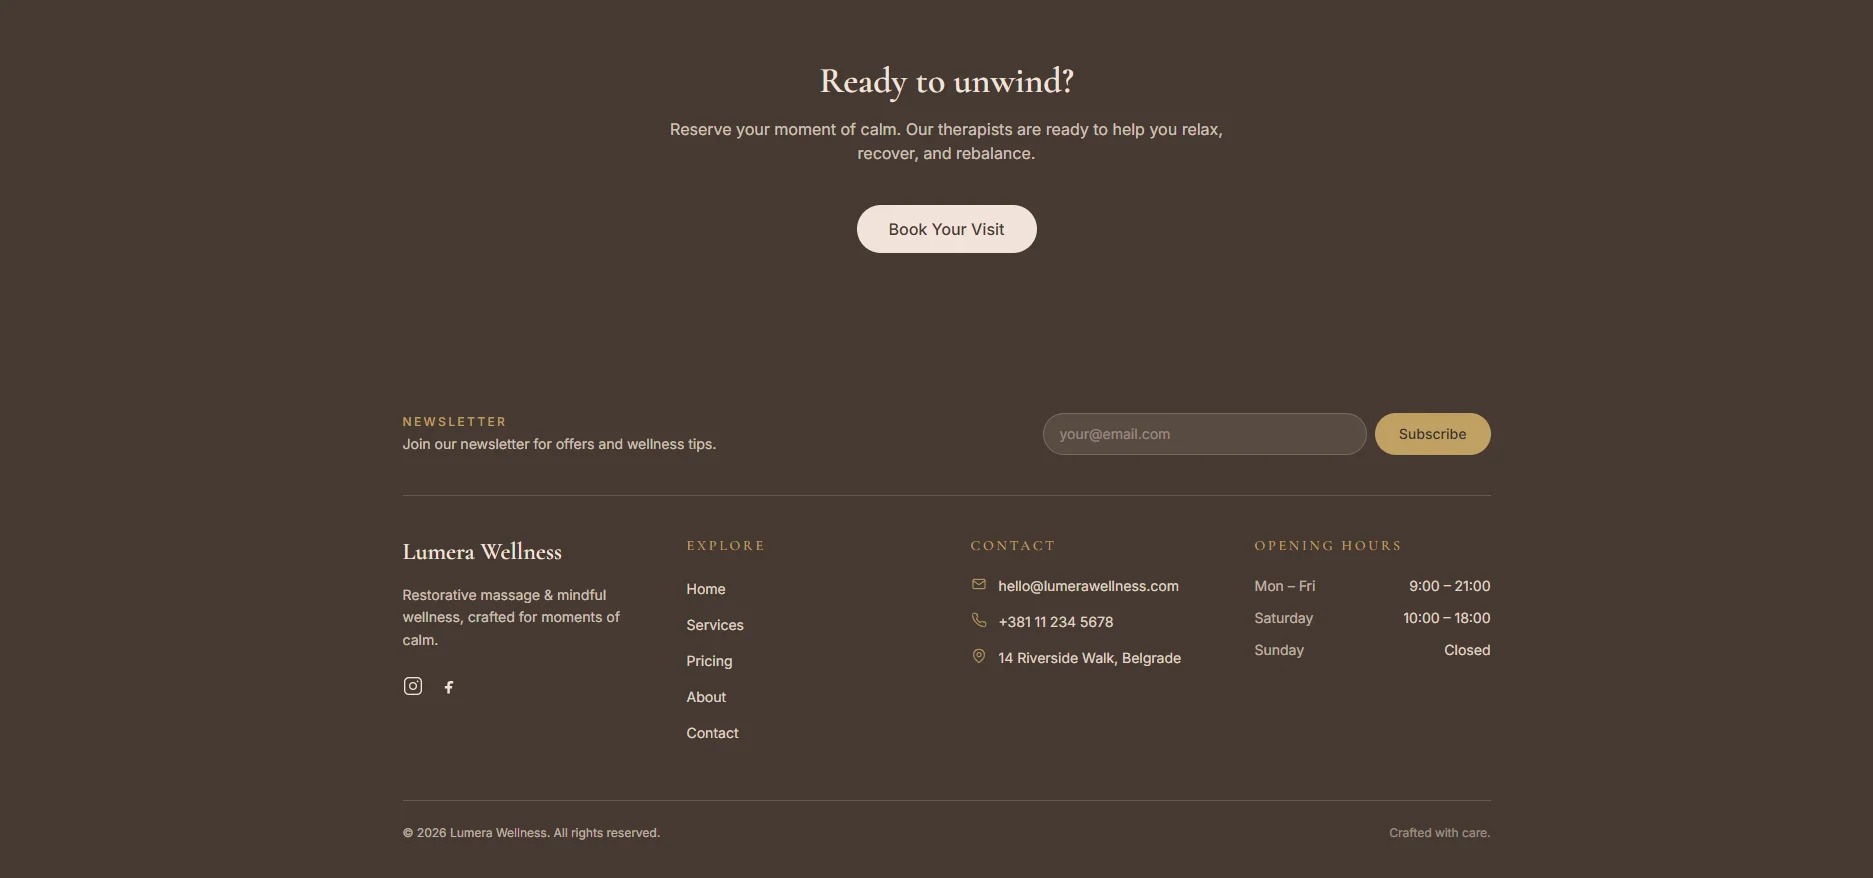 Ready to unwind?
Reserve your moment of calm. Our therapists are ready to help you relax,
recover, and rebalance.
Book Your Visit
NEWSLETTER
Join our newsletter for offers and wellness tips.
your@email.com
Subscribe
Lumera Wellness
Restorative massage & mindful
wellness, crafted for moments of
calm.
EXPLORE
Home
Services
Pricing
About
Contact
CONTACT
hello@lumerawellness.com
+381 11 234 5678
14 Riverside Walk, Belgrade
OPENING HOURS
Mon – Fri 9:00 – 21:00
Saturday 10:00 – 18:00
Sunday Closed
© 2026 Lumera Wellness. All rights reserved.
Crafted with care.